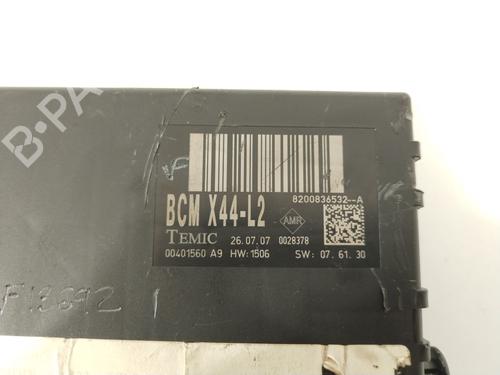 B-PA
8200836532--A
BCM X44-L2
AMR
TEMIC 26.07.07 0028378
00401560 A9 HW:1506 SW: 07.61.30